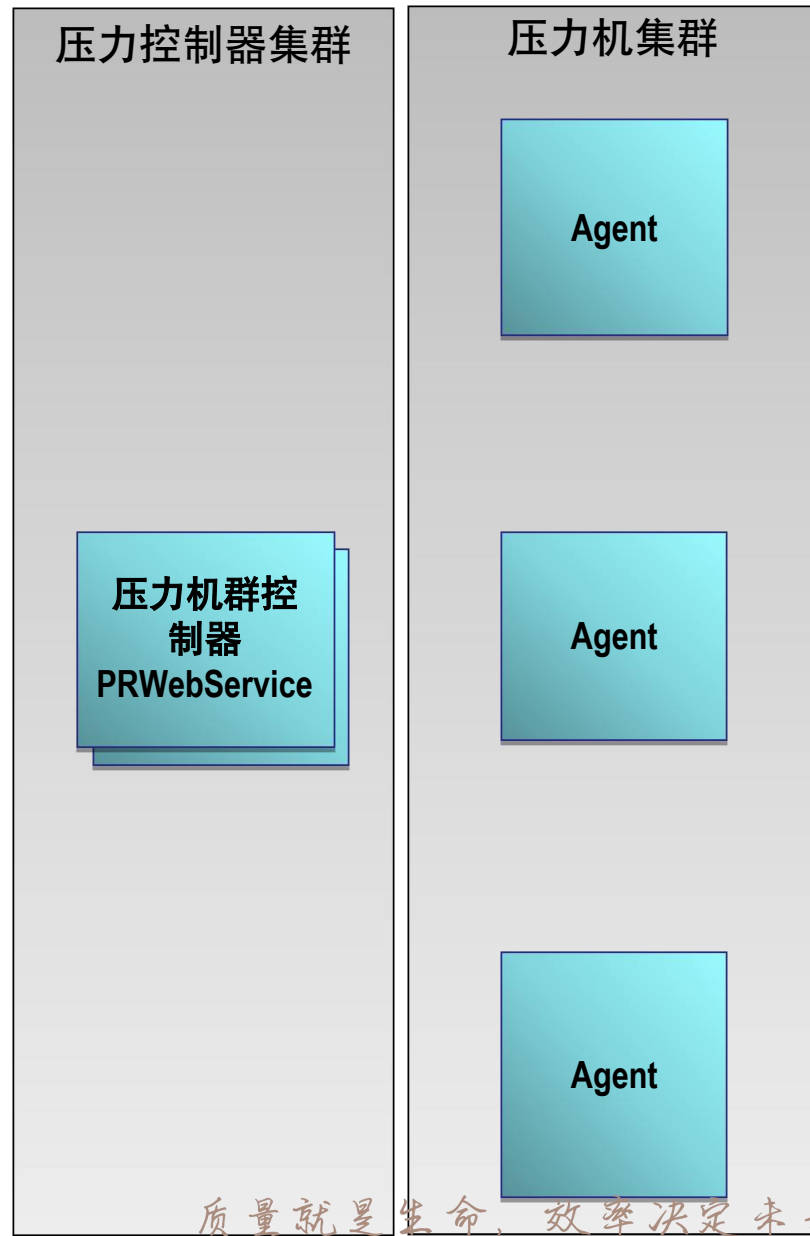 压力控制器集群
压力机集群
Agent
压力机群控
制器
PRWebService
Agent
Agent
质量就是生命、效率决定未